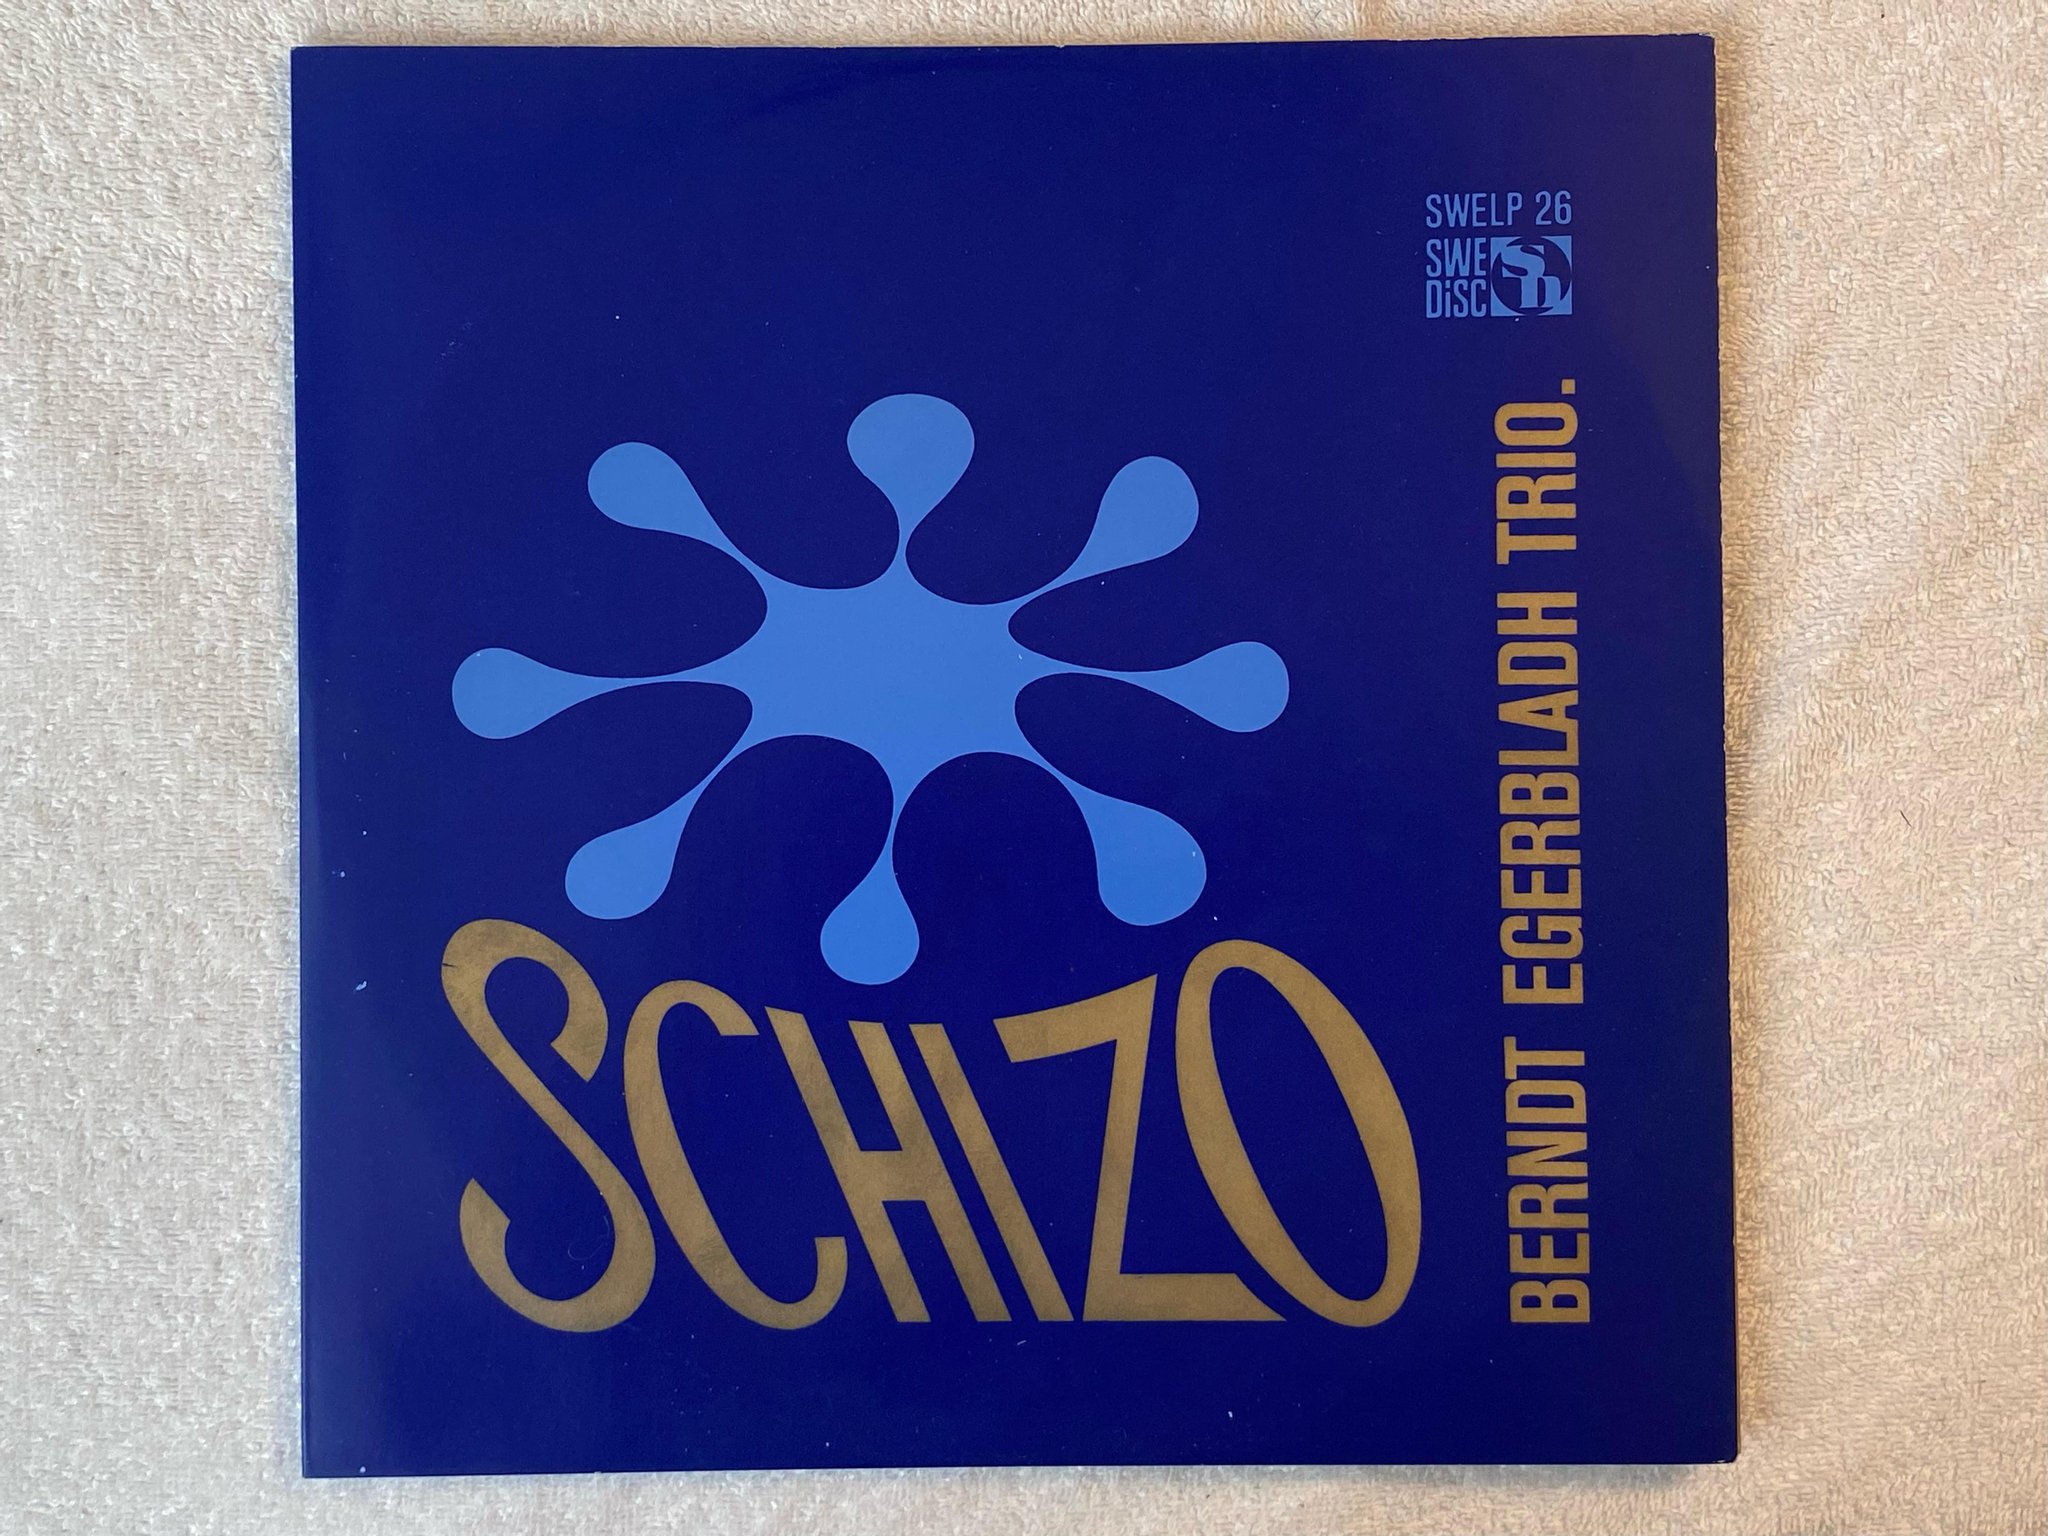 SWELP 26
SWE
DiSC
SD
SCHIZO
BERNDT EGERBLADH TRIO.